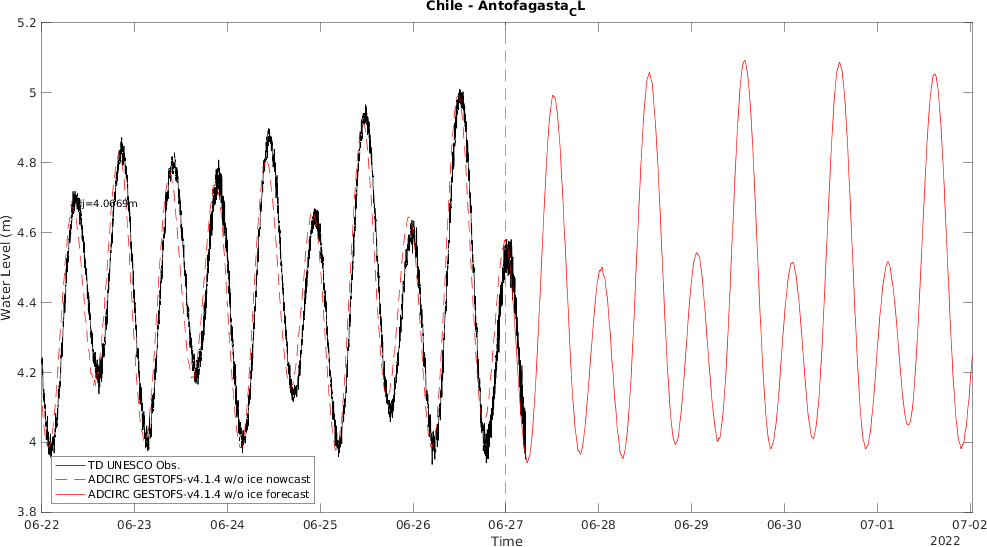 Chile - Antofagasta_CL
5.2
5
4.8
4.6
4.4
4.2
4
3.8
Water Level (m)
=4.0669m
TD UNESCO Obs.
ADCIRC GESTOFS-v4.1.4 w/o ice nowcast
ADCIRC GESTOFS-v4.1.4 w/o ice forecast
06-22 06-23 06-24 06-25 06-26 06-27 06-28 06-29 06-30 07-01 07-02
Time
2022